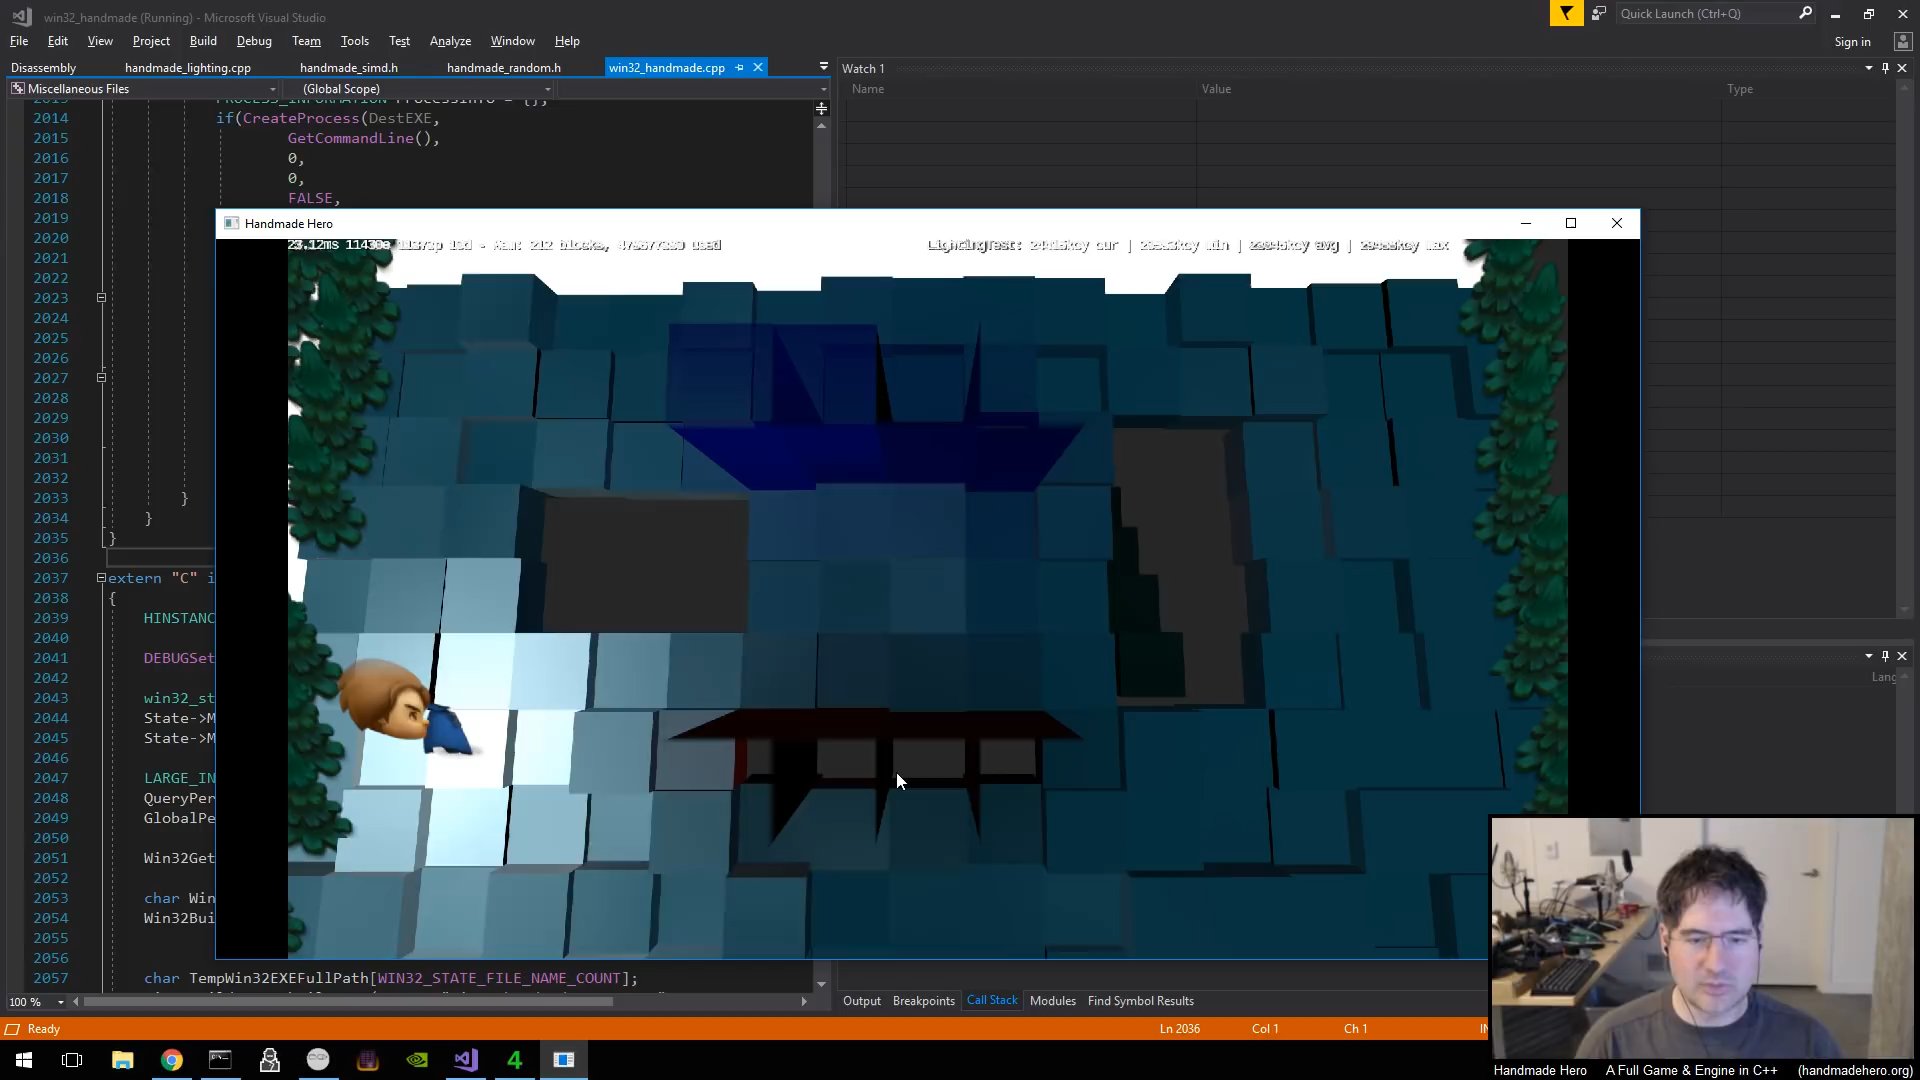 win32_handmade (Running) - Microsoft Visual Studio
Quick Launch (Ctrl+Q)
File Edit View Project Build Debug Team Tools Test Analyze Window Help
Sign in
Disassembly handmade_lighting.cpp handmade_simd.h handmade_random.h win32_handmade.cpp
Watch 1
Miscellaneous Files (Global Scope)
Name Value Type
2014 if(CreateProcess(DestEXE,
2015 GetCommandLine(),
2016 0,
2017 0,
2018 FALSE,
2019
Handmade Hero
2020
2021
2022
2023
2024
2025
2026
2027
2028
2029
2030
2031
2032
2033 }
2034 }
2035 }
2036
2037 extern "C" i
2038 {
2039 HINSTANC
2040
2041 DEBUGSet
2042
2043 win32_st
2044 State->M
2045 State->M
2046
2047 LARGE_IN
2048 QueryPer
2049 GlobalPe
2050
2051 Win32Get
2052
2053 char Win
2054 Win32Bui
2055
2056
2057 char TempWin32EXEFullPath[WIN32_STATE_FILE_NAME_COUNT];
Lang
100 %
Output Breakpoints Call Stack Modules Find Symbol Results
Ready Ln 2036 Col 1 Ch 1 IN
4
Handmade Hero A Full Game & Engine in C++ (handmadehero.org)